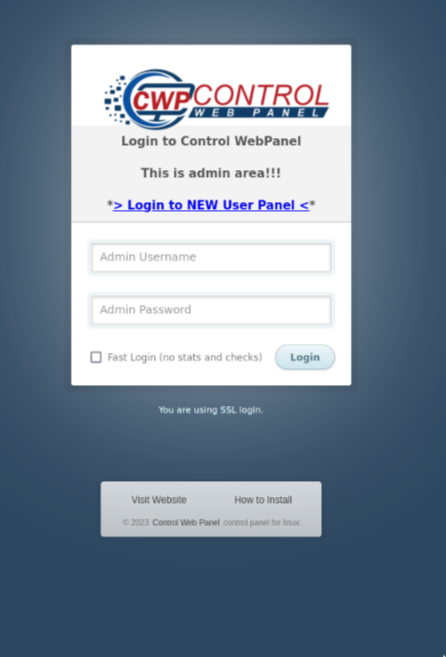 CWP CONTROL
WEB PANEL
Login to Control WebPanel
This is admin area!!!
*> Login to NEW User Panel <*
Admin Username
Admin Password
Fast Login (no stats and checks)
Login
You are using SSL login.
Visit Website
How to Install
© 2023 Control Web Panel control panel for linux